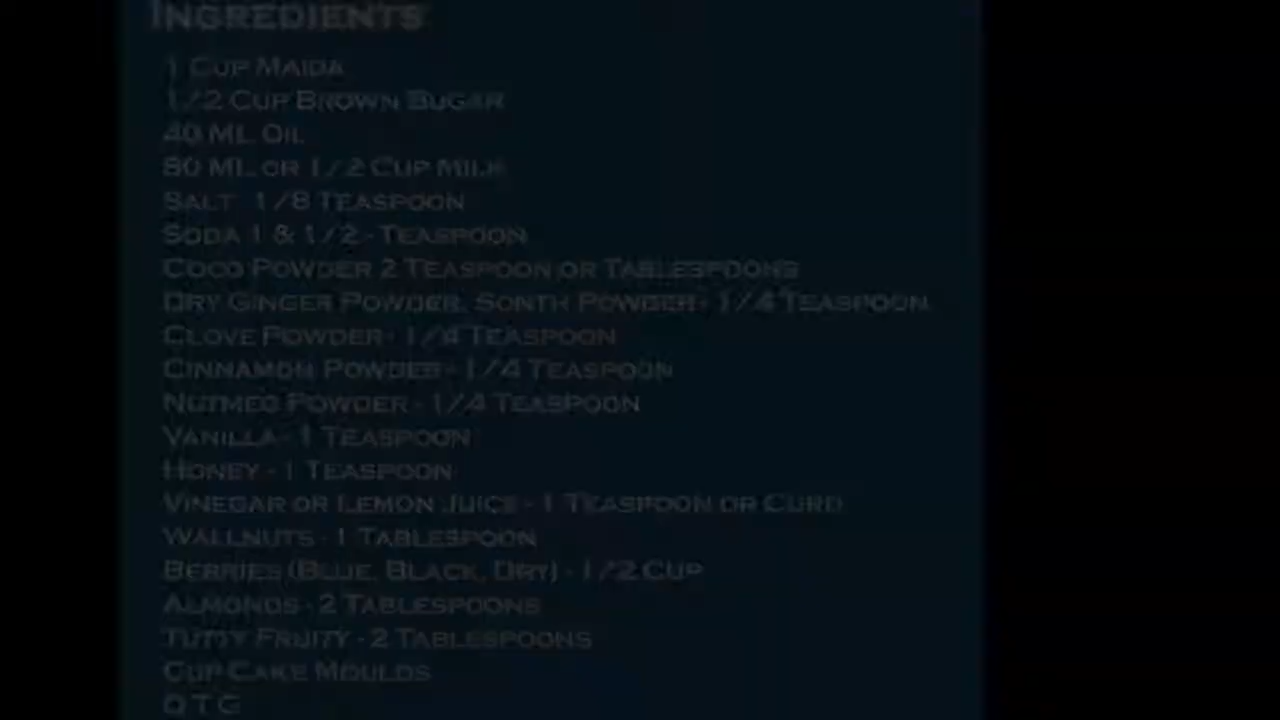 INGREDIENTS
1 CUP MAIDA
1/2 CUP BROWN SUGAR
40 ML OIL
80 ML OR 1/2 CUP MILK
SALT 1/8 TEASPOON
SODA 1 & 1/2 - TEASPOON
COCO POWDER 2 TEASPOON OR TABLESPOONS
DRY GINGER POWDER, SONTH POWDER - 1/4 TEASPOON
CLOVE POWDER - 1/4 TEASPOON
CINNAMON POWDER - 1/4 TEASPOON
NUTMEG POWDER - 1/4 TEASPOON
VANILLA - 1 TEASPOON
HONEY - 1 TEASPOON
VINEGAR OR LEMON JUICE - 1 TEASPOON OR CURD
WALLNUTS - 1 TABLESPOON
BERRIES (BLUE, BLACK, DRY) - 1/2 CUP
ALMONDS - 2 TABLESPOONS
TUTTY FRUITY - 2 TABLESPOONS
CUP CAKE MOULDS
O T G